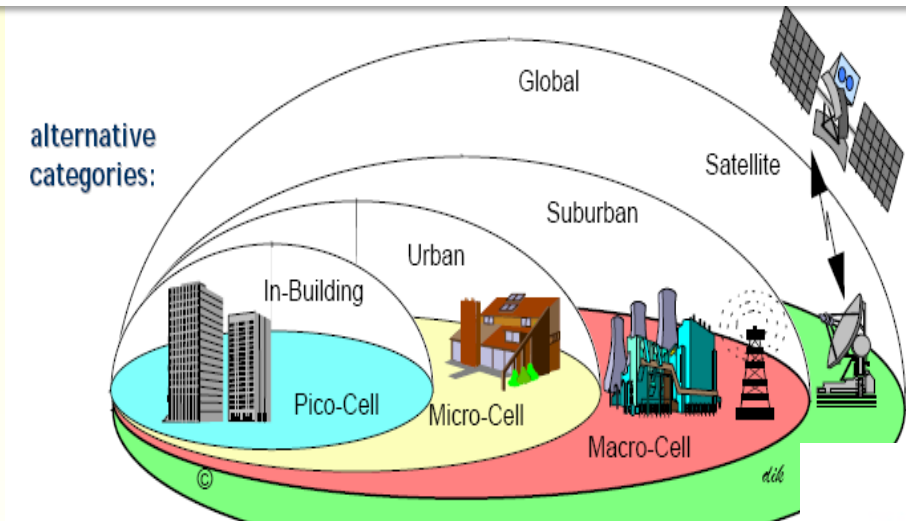 Global
alternative
categories:
Satellite
Suburban
Urban
In-Building
Pico-Cell
Micro-Cell
Macro-Cell
©
dik